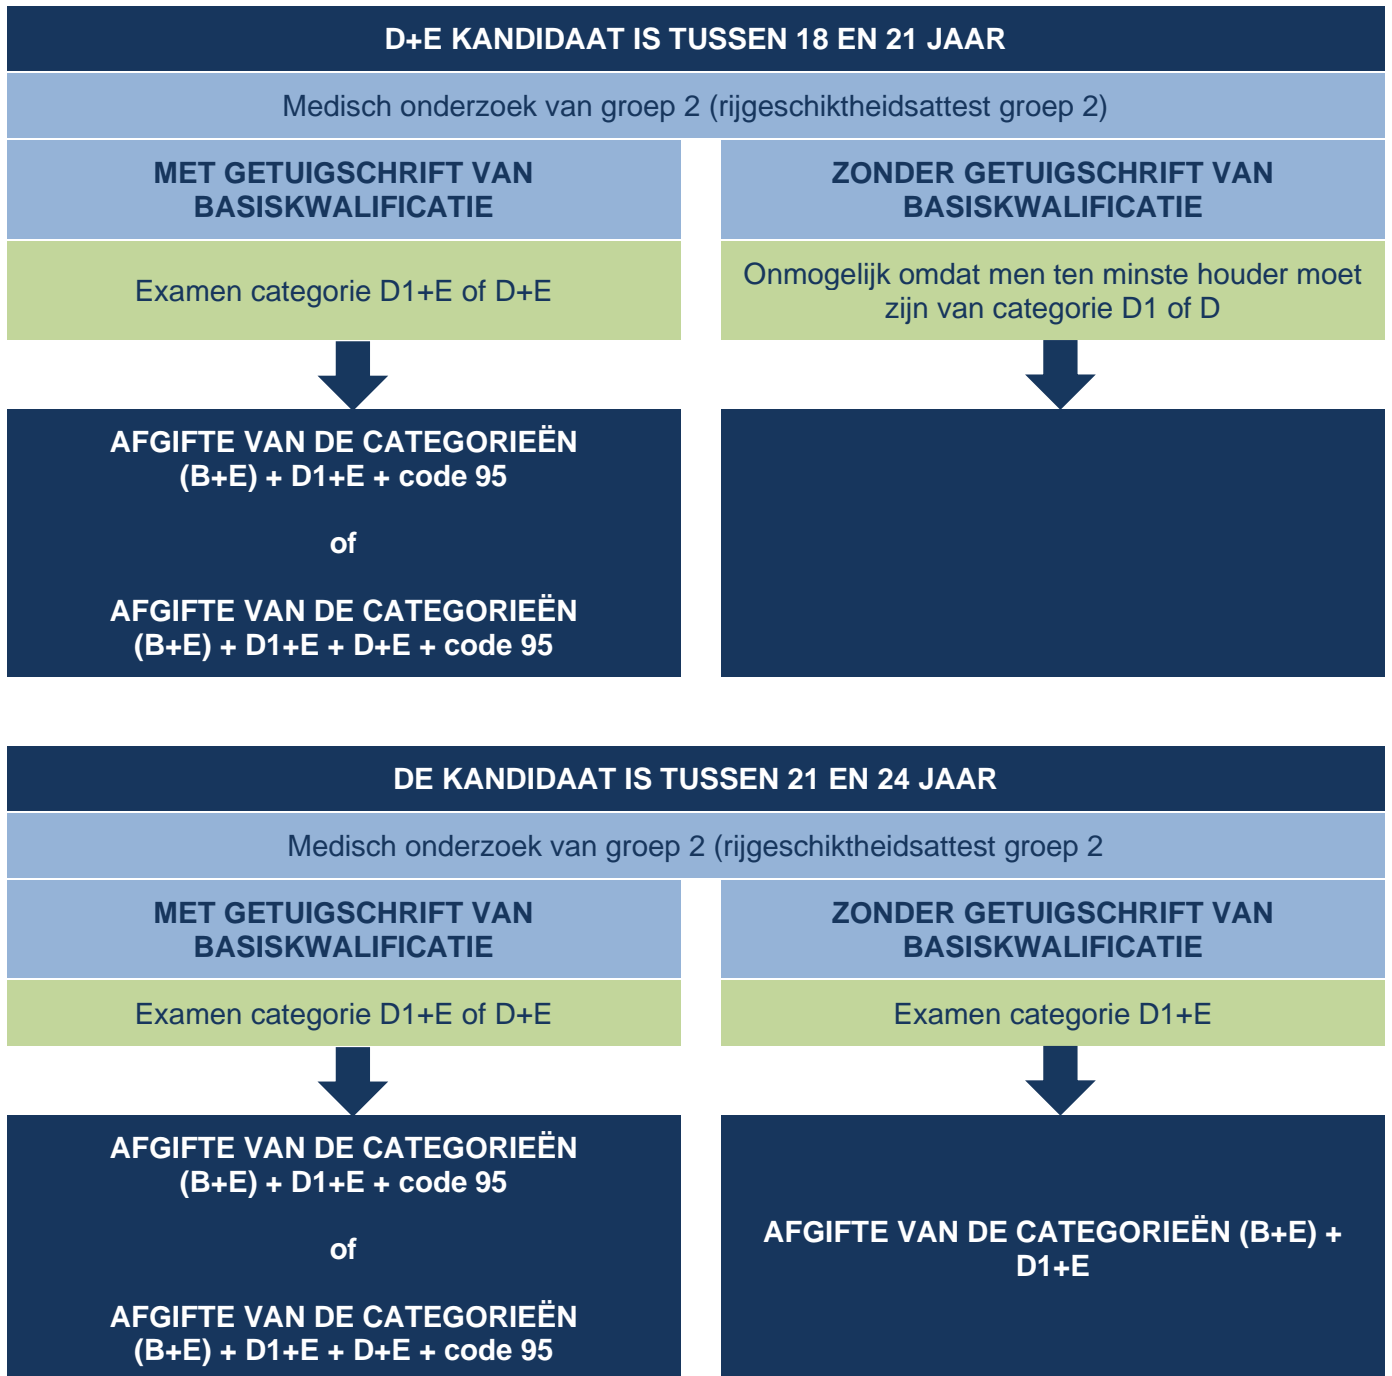 D+E KANDIDAAT IS TUSSEN 18 EN 21 JAAR
Medisch onderzoek van groep 2 (rijgeschiktheidsattest groep 2)
MET GETUIGSCHRIFT VAN
BASISKWALIFICATIE
Examen categorie D1+E of D+E
AFGIFTE VAN DE CATEGORIEËN
(B+E) + D1+E + code 95
of
AFGIFTE VAN DE CATEGORIEËN
(B+E) + D1+E + D+E + code 95
ZONDER GETUIGSCHRIFT VAN
BASISKWALIFICATIE
Onmogelijk omdat men ten minste houder moet
zijn van categorie D1 of D
DE KANDIDAAT IS TUSSEN 21 EN 24 JAAR
Medisch onderzoek van groep 2 (rijgeschiktheidsattest groep 2
MET GETUIGSCHRIFT VAN
BASISKWALIFICATIE
Examen categorie D1+E of D+E
AFGIFTE VAN DE CATEGORIEËN
(B+E) + D1+E + code 95
of
AFGIFTE VAN DE CATEGORIEËN
(B+E) + D1+E + D+E + code 95
ZONDER GETUIGSCHRIFT VAN
BASISKWALIFICATIE
Examen categorie D1+E
AFGIFTE VAN DE CATEGORIEËN (B+E) +
D1+E